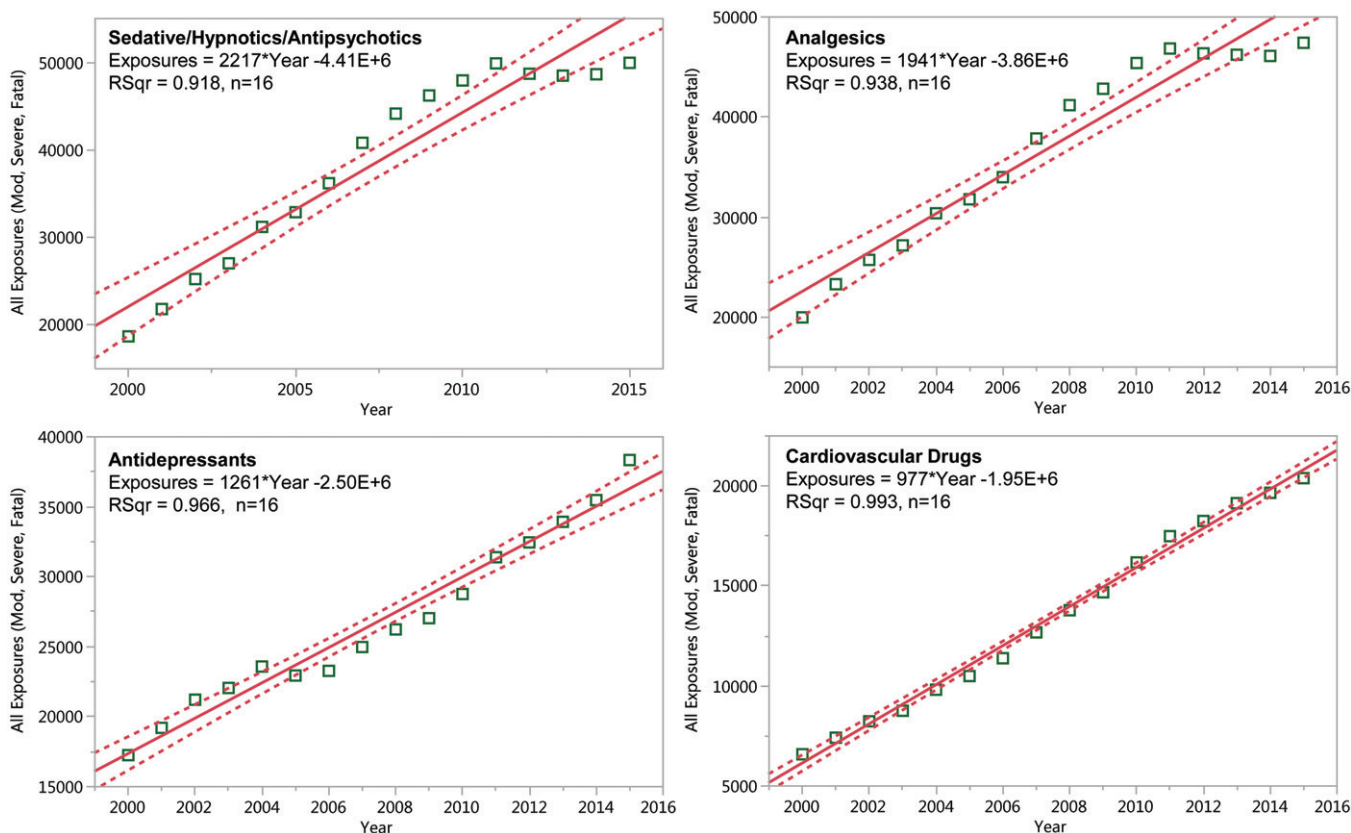 Sedative/Hypnotics/Antipsychotics
Exposures = 2217*Year -4.41E+6
RSqr = 0.918, n=16
All Exposures (Mod, Severe, Fatal)
50000
40000
30000
20000
2000 2005 2010 2015
Year
Analgesics
Exposures = 1941*Year -3.86E+6
RSqr = 0.938, n=16
All Exposures (Mod, Severe, Fatal)
50000
40000
30000
20000
2000 2002 2004 2006 2008 2010 2012 2014 2016
Year
Antidepressants
Exposures = 1261*Year -2.50E+6
RSqr = 0.966, n=16
All Exposures (Mod, Severe, Fatal)
40000
35000
30000
25000
20000
15000
2000 2002 2004 2006 2008 2010 2012 2014 2016
Year
Cardiovascular Drugs
Exposures = 977*Year -1.95E+6
RSqr = 0.993, n=16
All Exposures (Mod, Severe, Fatal)
20000
15000
10000
5000
2000 2002 2004 2006 2008 2010 2012 2014 2016
Year